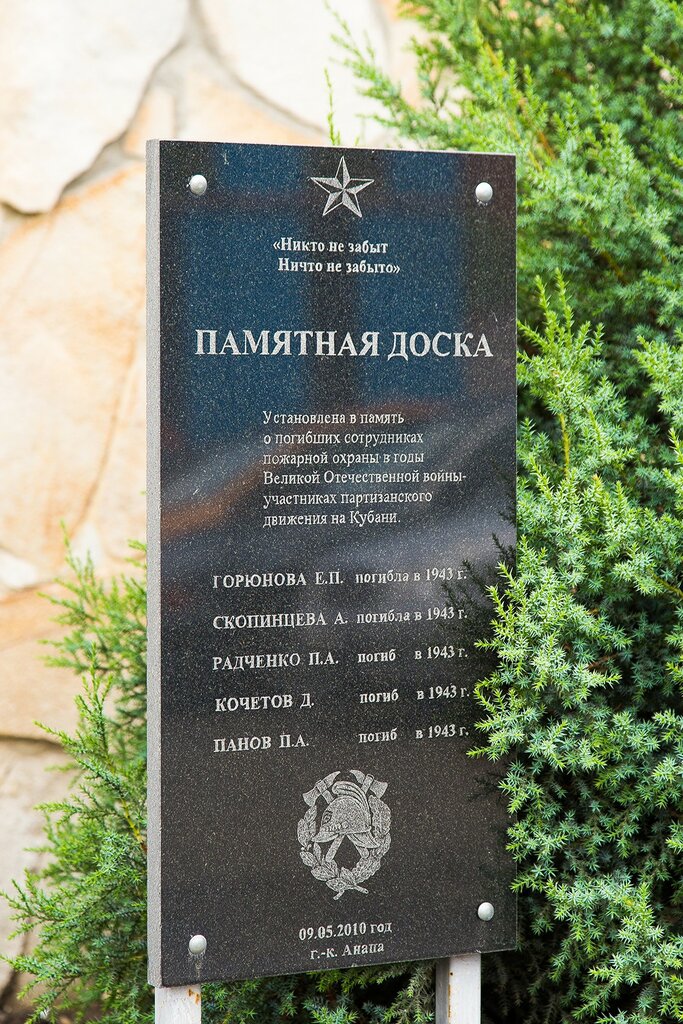 «Никто не забыт
Ничто не забыто»
ПАМЯТНАЯ ДОСКА
Установлена в память
о погибших сотрудниках
пожарной охраны в годы
Великой Отечественной войны-
участниках партизанского
движения на Кубани.
ГОРЮНОВА Е.П. погибла в 1943 г.
СКОПИНЦЕВА А. погибла в 1943 г.
РАДЧЕНКО П.А. погиб в 1943 г.
КОЧЕТОВ Д. погиб в 1943 г.
ПАНОВ П.А. погиб в 1943 г.
09.05.2010 год
г.-к. Анапа